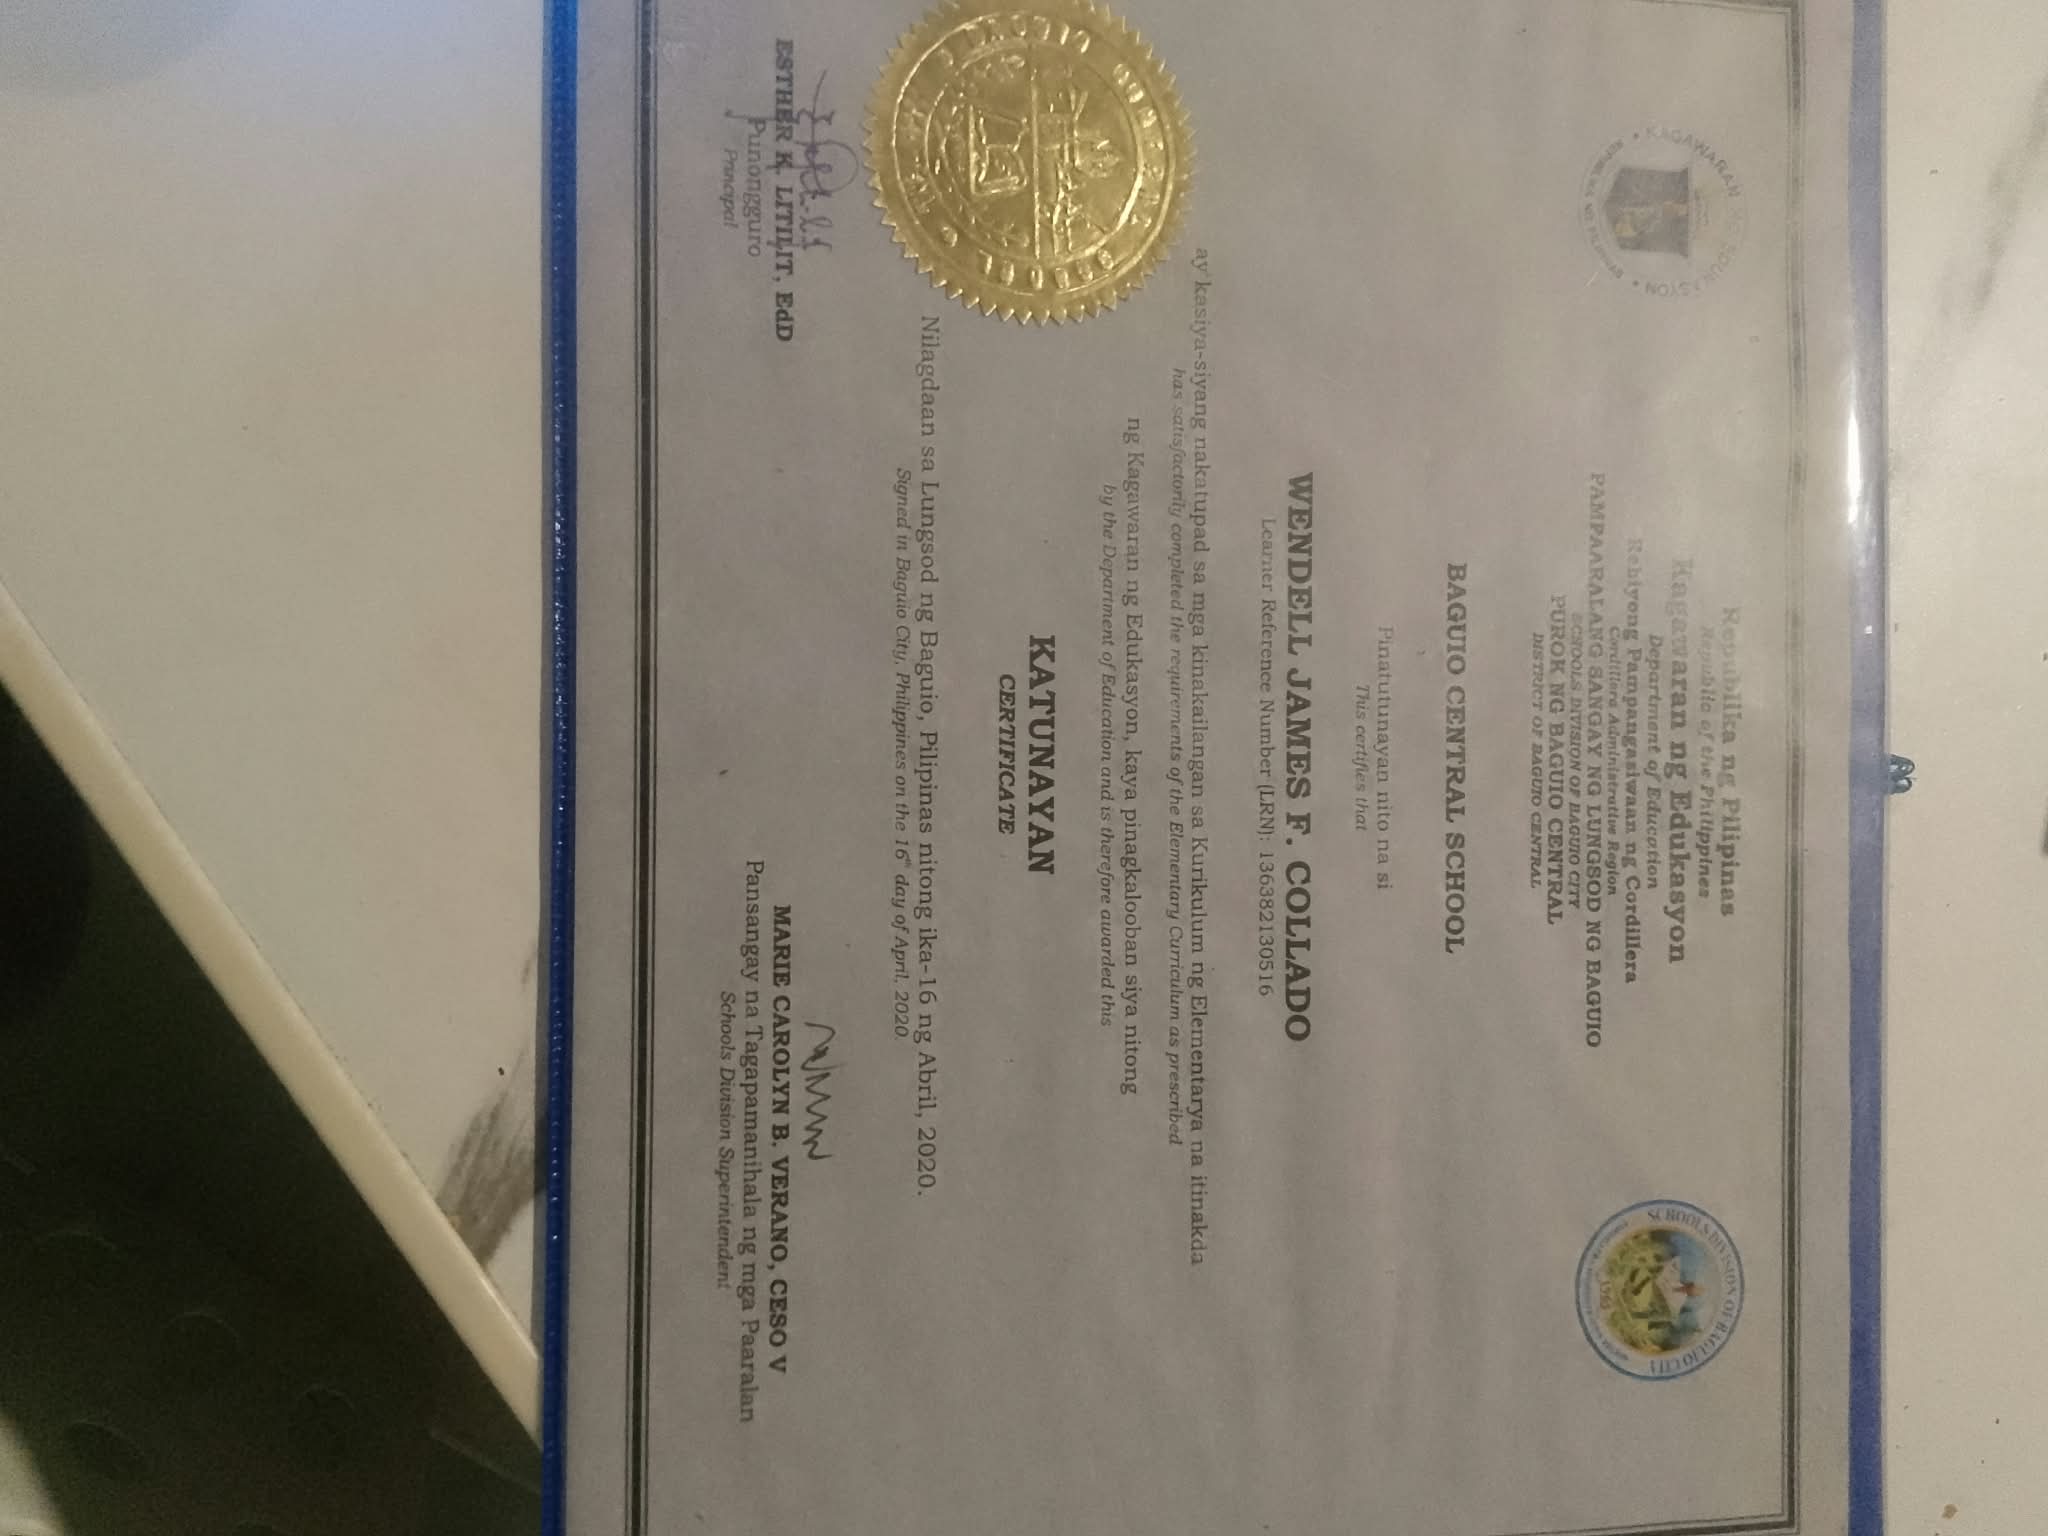 Republika ng Pilipinas
Republic of the Philippines
Kagawaran ng Edukasyon
Department of Education
Rehiyong Pampangasiwaan ng Cordillera
Cordillera Administrative Region
PAMPAARALANG SANGAY NG LUNGSOD NG BAGUIO
SCHOOLS DIVISION OF BAGUIO CITY
PUROK NG BAGUIO CENTRAL
DISTRICT OF BAGUIO CENTRAL
KAGAWARAN EDUKASYON
SCHOOLS DIVISION OF BAGUIO CITY
BAGUIO CENTRAL SCHOOL
Pinatutunayan nito na si
This certifies that
WENDELL JAMES F. COLLADO
Learner Reference Number (LRN): 136382130516
ay kasiya-siyang nakatupad sa mga kinakailangan sa Kurikulum ng Elementarya na itinakda
has satisfactorily completed the requirements of the Elementary Curriculum as prescribed
ng Kagawaran ng Edukasyon, kaya pinagkalooban siya nitong
by the Department of Education and is therefore awarded this
KATUNAYAN
CERTIFICATE
Nilagdaan sa Lungsod ng Baguio, Pilipinas nitong ika-16 ng Abril, 2020.
Signed in Baguio City, Philippines on the 16th day of April, 2020.
ESTHER K. LITILIT, EdD
Punongguro
Principal
MARIE CAROLYN B. VERANO, CESO V
Pansangay na Tagapamanihala ng mga Paaralan
Schools Division Superintendent